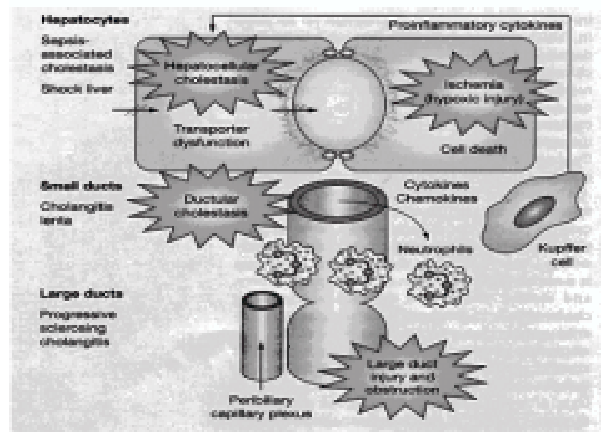 Hepatocytes
Proinflammatory cytokines
Sepsis-
associated
cholestasis
Shock liver
Hepatocellular
cholestasis
Ischemia
(hypoxic injury)
Transporter
dysfunction
Cell death
Small ducts
Cholangitis
lenta
Ductular
cholestasis
Cytokines
Chemokines
Neutrophils
Kupffer
cell
Large ducts
Progressive
sclerosing
cholangitis
Large duct
injury and
obstruction
Peribiliary
capillary plexus